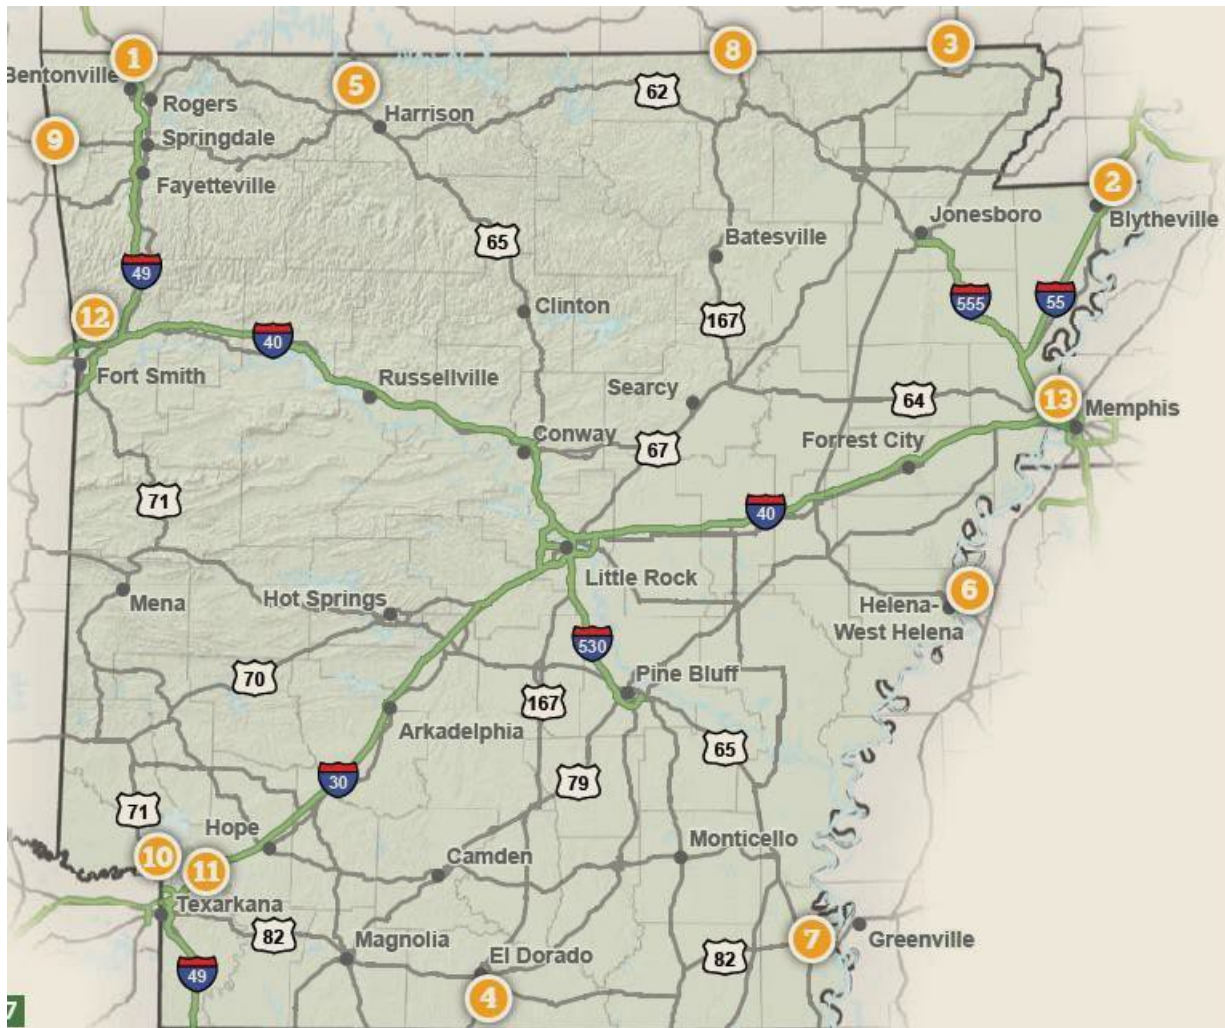 1
8
3
Bentonville
5
62
Rogers
Harrison
9
Springdale
2
Fayetteville
Jonesboro
Blytheville
65
Batesville
49
555
55
12
Clinton
167
40
Fort Smith
Russellville
Searcy
64
13
Memphis
Conway
67
Forrest City
71
40
Little Rock
Mena
Hot Springs
6
Helena-
West Helena
530
70
Pine Bluff
167
Arkadelphia
65
30
79
71
Hope
Monticello
10
11
Camden
Texarkana
82
Magnolia
7
Greenville
El Dorado
82
49
4
7